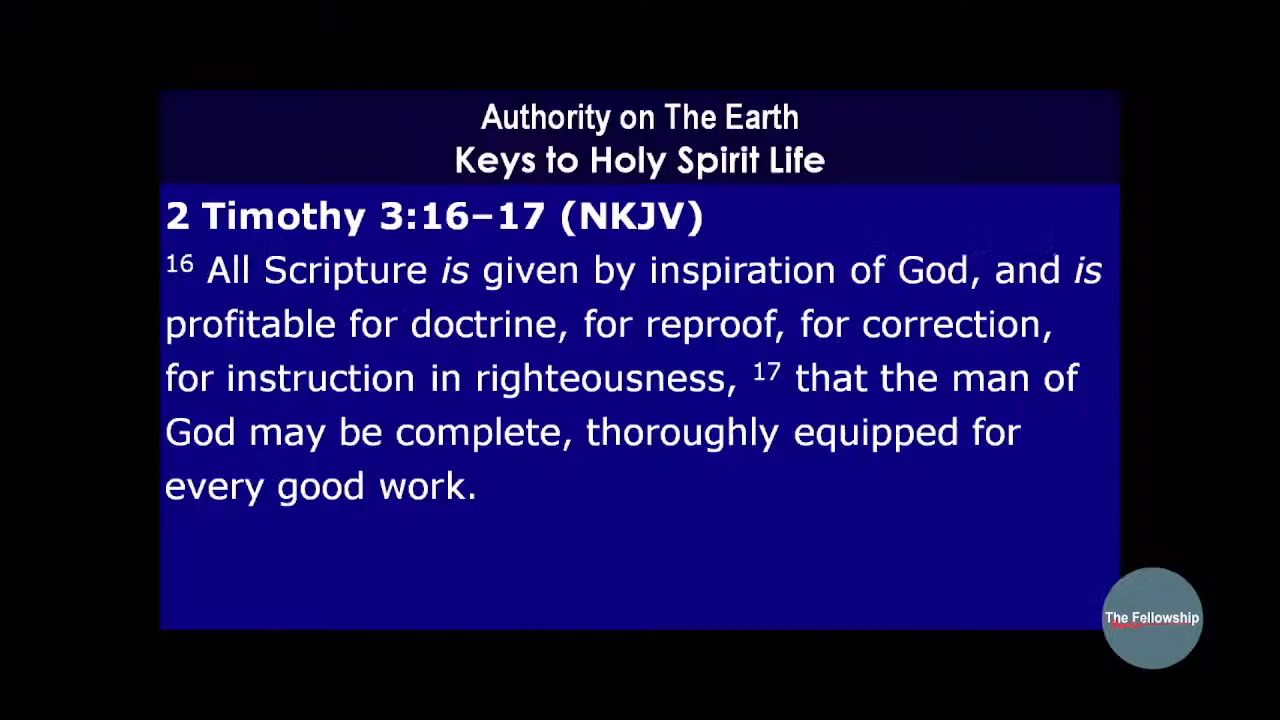 Authority on The Earth
Keys to Holy Spirit Life
2 Timothy 3:16–17 (NKJV)
16 All Scripture is given by inspiration of God, and is
profitable for doctrine, for reproof, for correction,
for instruction in righteousness, 17 that the man of
God may be complete, thoroughly equipped for
every good work.
The Fellowship